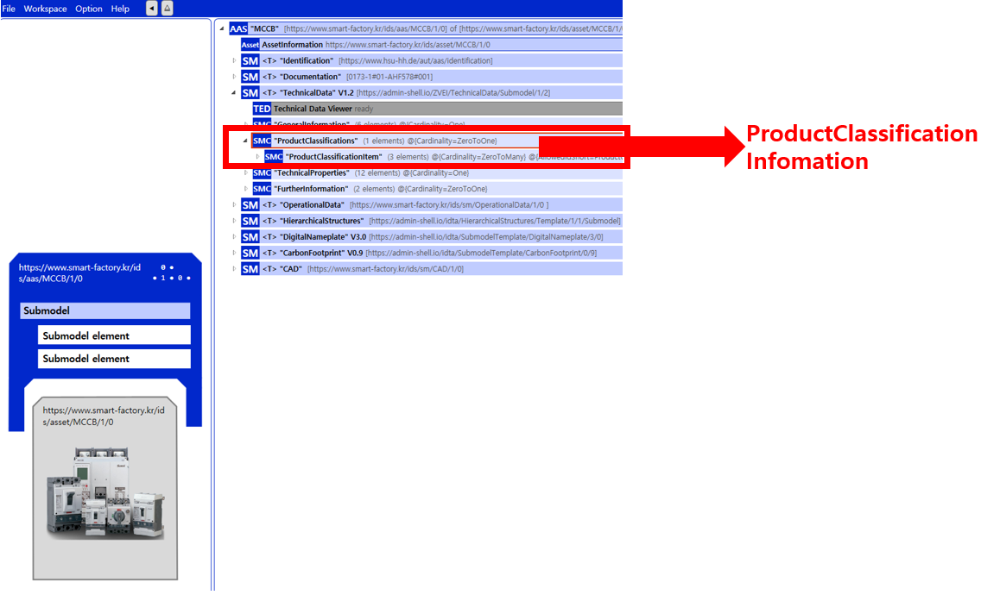 File Workspace Option Help
AAS "MCCB" [https://www.smart-factory.kr/ids/aas/MCCB/1/0] of [https://www.smart-factory.kr/ids/asset/MCCB/1/
Asset AssetInformation https://www.smart-factory.kr/ids/asset/MCCB/1/0
SM <T> "Identification" [https://www.hsu-hh.de/aut/aas/identification]
SM <T> "Documentation" [0173-1#01-AHF578#001]
SM <T> "TechnicalData" V1.2 [https://admin-shell.io/ZVEI/TechnicalData/Submodel/1/2]
TED Technical Data Viewer ready
SMC "GeneralInformation" (6 elements) @{Cardinality=One}
SMC "ProductClassifications" (1 elements) @{Cardinality=ZeroToOne}
SMC "ProductClassificationItem" (3 elements) @{Cardinality=ZeroToMany} @{AllowedIdShort=Product
SMC "TechnicalProperties" (12 elements) @{Cardinality=One}
SMC "FurtherInformation" (2 elements) @{Cardinality=ZeroToOne}
SM <T> "OperationalData" [https://www.smart-factory.kr/ids/sm/OperationalData/1/0 ]
SM <T> "HierarchicalStructures" [https://admin-shell.io/idta/HierarchicalStructures/Template/1/1/Submodel]
SM <T> "DigitalNameplate" V3.0 [https://admin-shell.io/idta/SubmodelTemplate/DigitalNameplate/3/0]
SM <T> "CarbonFootprint" V0.9 [https://admin-shell.io/idta/SubmodelTemplate/CarbonFootprint/0/9]
SM <T> "CAD" [https://www.smart-factory.kr/ids/sm/CAD/1/0]
ProductClassification
Infomation
https://www.smart-factory.kr/id
s/aas/MCCB/1/0
0 •
• 1 • 0 •
Submodel
Submodel element
Submodel element
https://www.smart-factory.kr/id
s/asset/MCCB/1/0